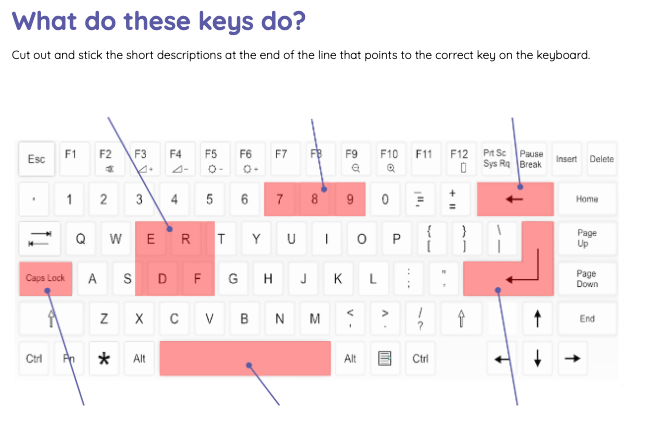 What do these keys do?
Cut out and stick the short descriptions at the end of the line that points to the correct key on the keyboard.
Esc F1 F2 F3 F4 F5 F6 F7 F8 F9 F10 F11 F12 Prt Sc Sys Rq Pause Break Insert Delete
1 2 3 4 5 6 7 8 9 0 = + = ← Home
Q W E R T Y U I O P { [ } ] \ | Page Up
Caps Lock A S D F G H J K L : ; " Page Down
⇧ Z X C V B N M < , > . / ? ⇧ ↑ End
Ctrl Fn * Alt Alt Ctrl ← ↓ →